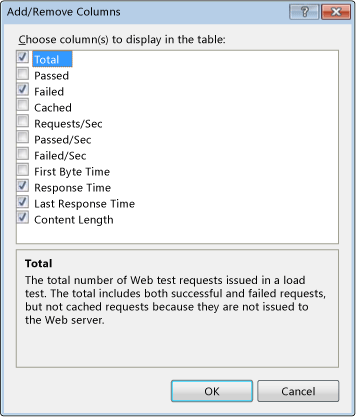 Add/Remove Columns
?
Choose column(s) to display in the table:
Total
Passed
Failed
Cached
Requests/Sec
Passed/Sec
Failed/Sec
First Byte Time
Response Time
Last Response Time
Content Length
Total
The total number of Web test requests issued in a load
test. The total includes both successful and failed requests,
but not cached requests because they are not issued to
the Web server.
OK Cancel